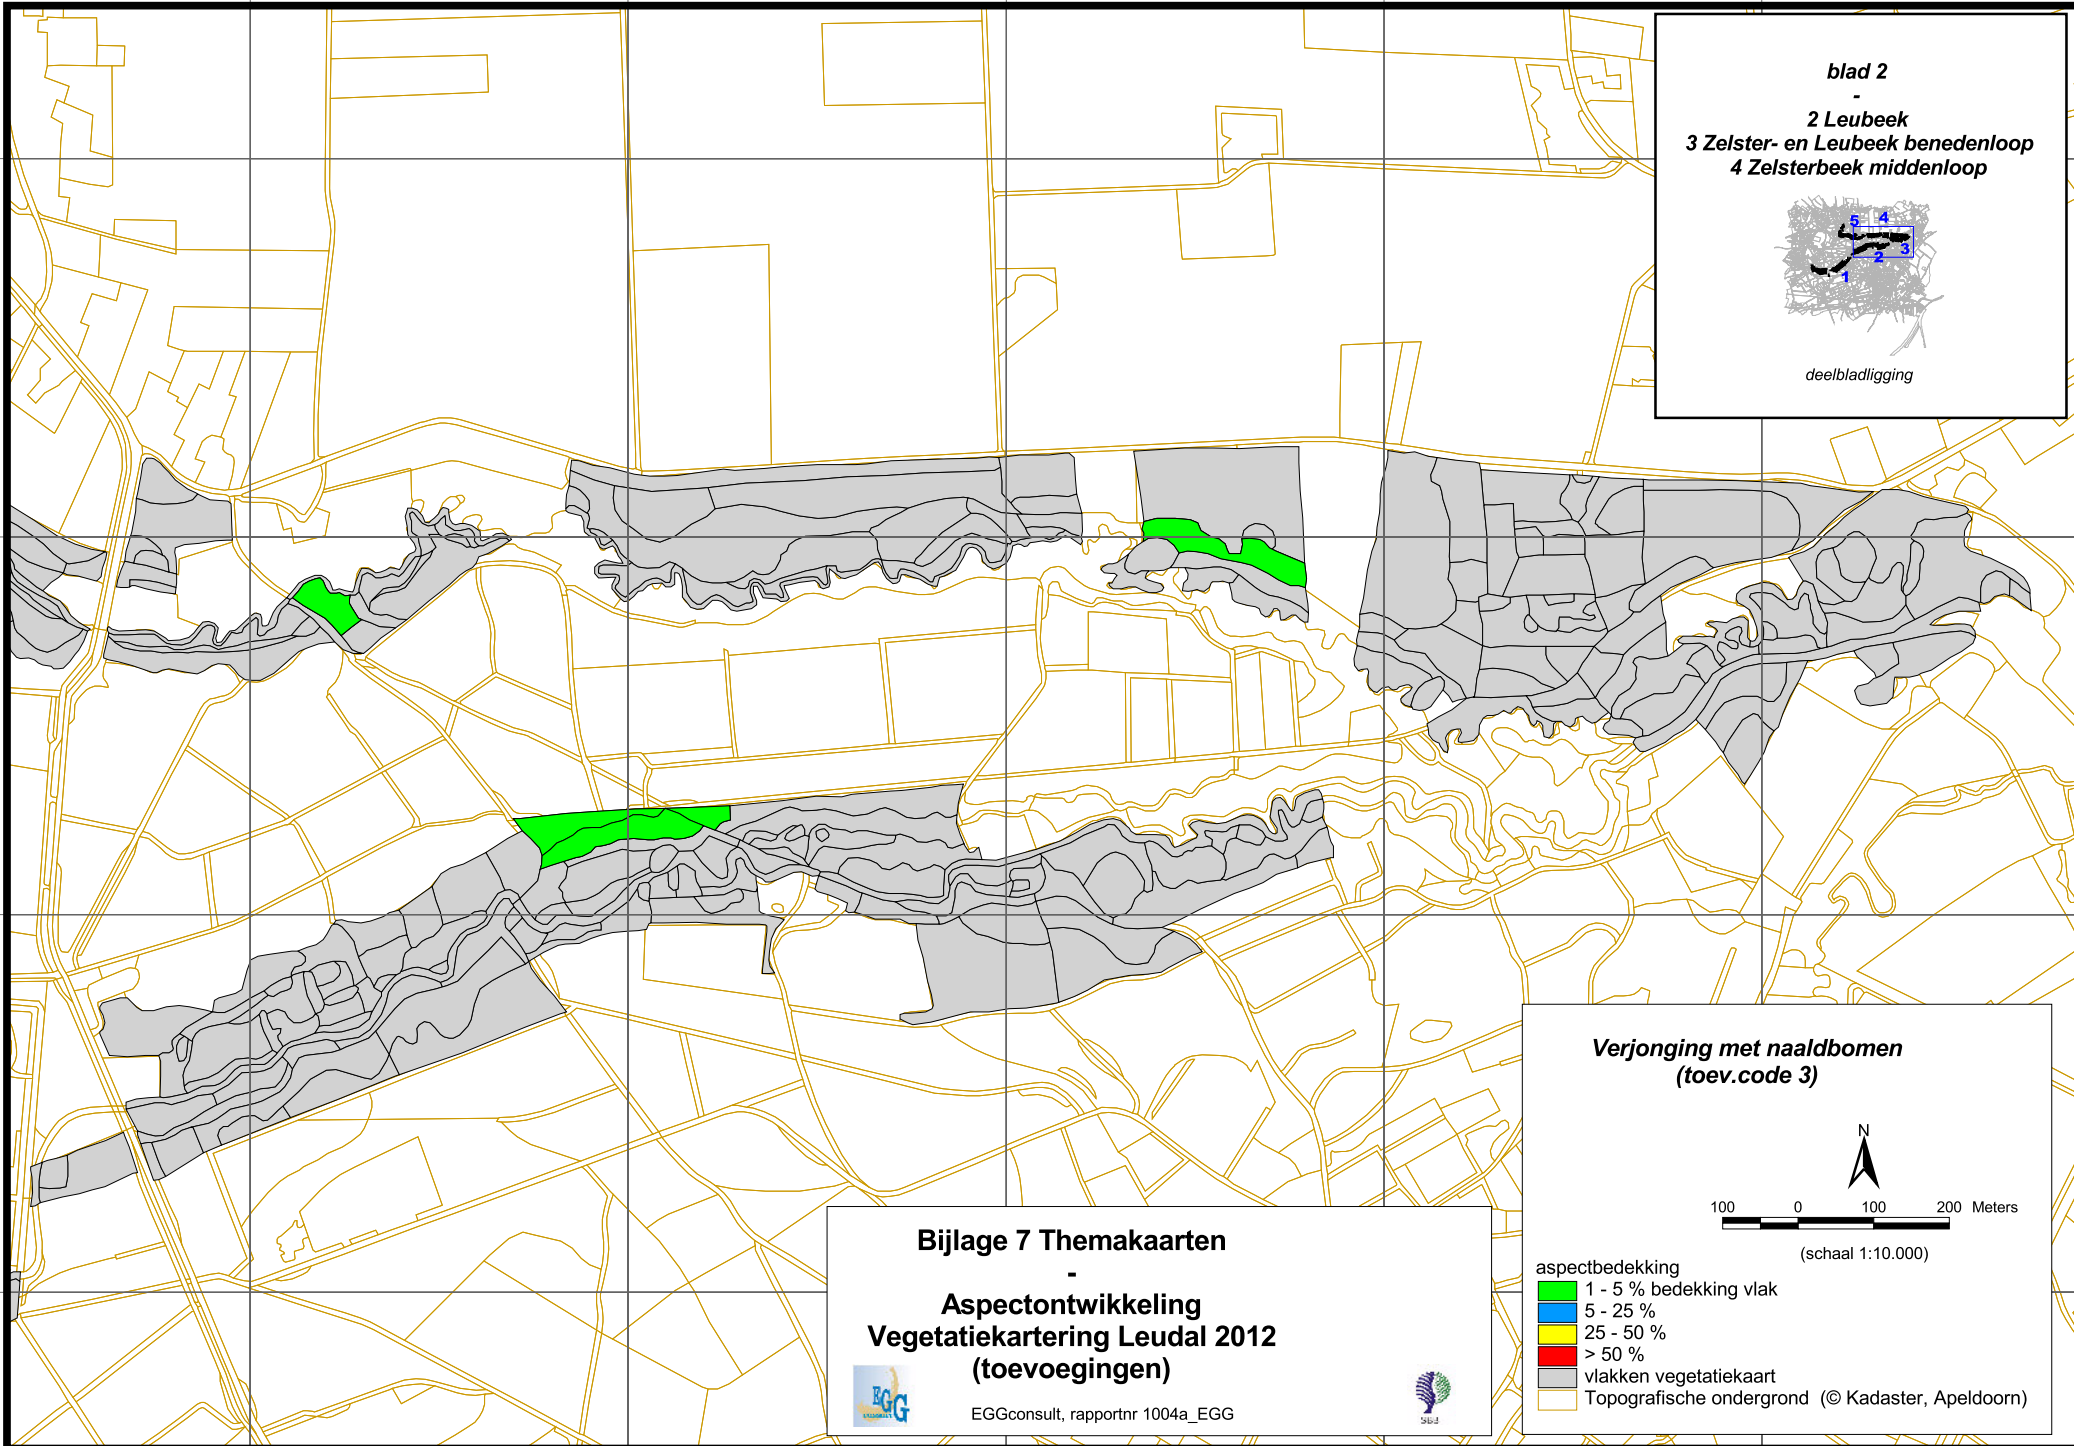 blad 2
-
2 Leubeek
3 Zelster- en Leubeek benedenloop
4 Zelsterbeek middenloop
5 4
3
2
1
deelbladligging
Verjonging met naaldbomen
(toev.code 3)
N
100 0 100 200 Meters
(schaal 1:10.000)
aspectbedekking
1 - 5 % bedekking vlak
5 - 25 %
25 - 50 %
> 50 %
vlakken vegetatiekaart
Topografische ondergrond (© Kadaster, Apeldoorn)
Bijlage 7 Themakaarten
-
Aspectontwikkeling
Vegetatiekartering Leudal 2012
(toevoegingen)
EGG
EGGconsult, rapportnr 1004a_EGG